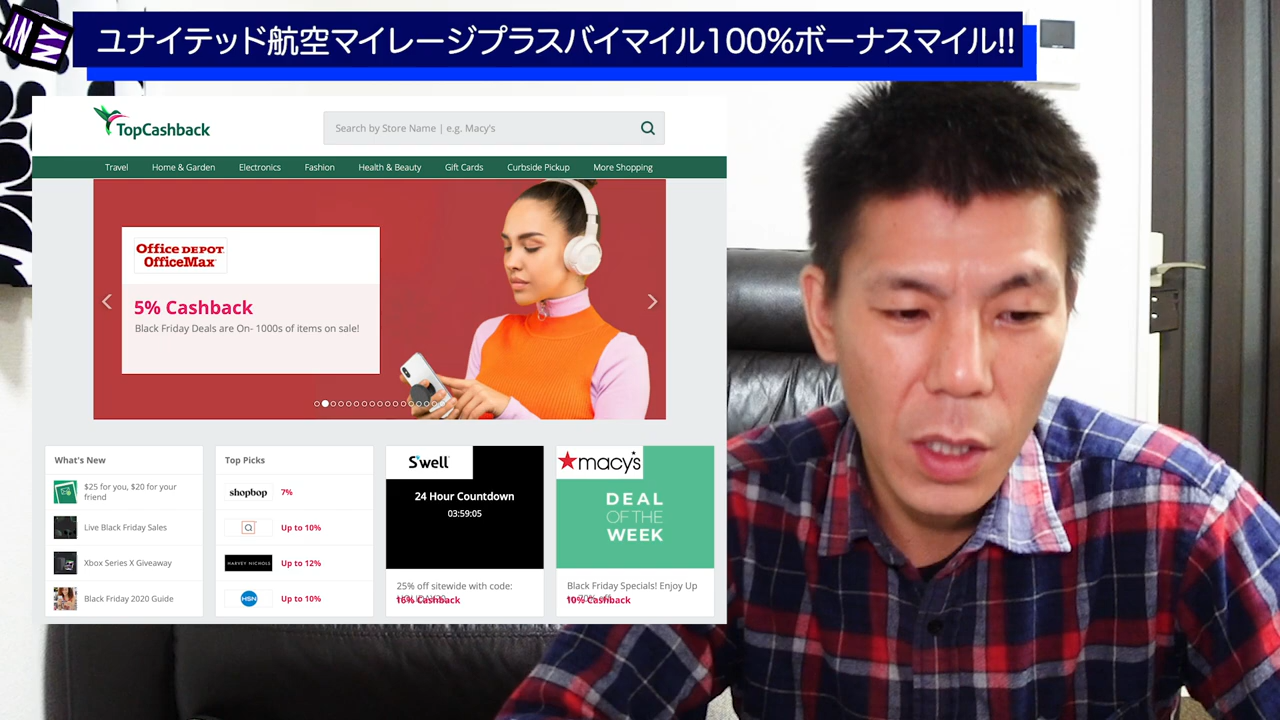 IN NY
ユナイテッド航空マイレージプラスバイマイル100%ボーナスマイル!!
TopCashback
Search by Store Name | e.g. Macy's
Travel Home & Garden Electronics Fashion Health & Beauty Gift Cards Curbside Pickup More Shopping
Office DEPOT
OfficeMax
5% Cashback
Black Friday Deals are On- 1000s of items on sale!
What's New
$25 for you, $20 for your
friend
Live Black Friday Sales
Xbox Series X Giveaway
Black Friday 2020 Guide
Top Picks
shopbop 7%
Up to 10%
HARVEY NICHOLS Up to 12%
HSN Up to 10%
S'well
24 Hour Countdown
03:59:05
25% off sitewide with code:
16% Cashback
macy's
DEAL
OF THE
WEEK
Black Friday Specials! Enjoy Up
10% Cashback